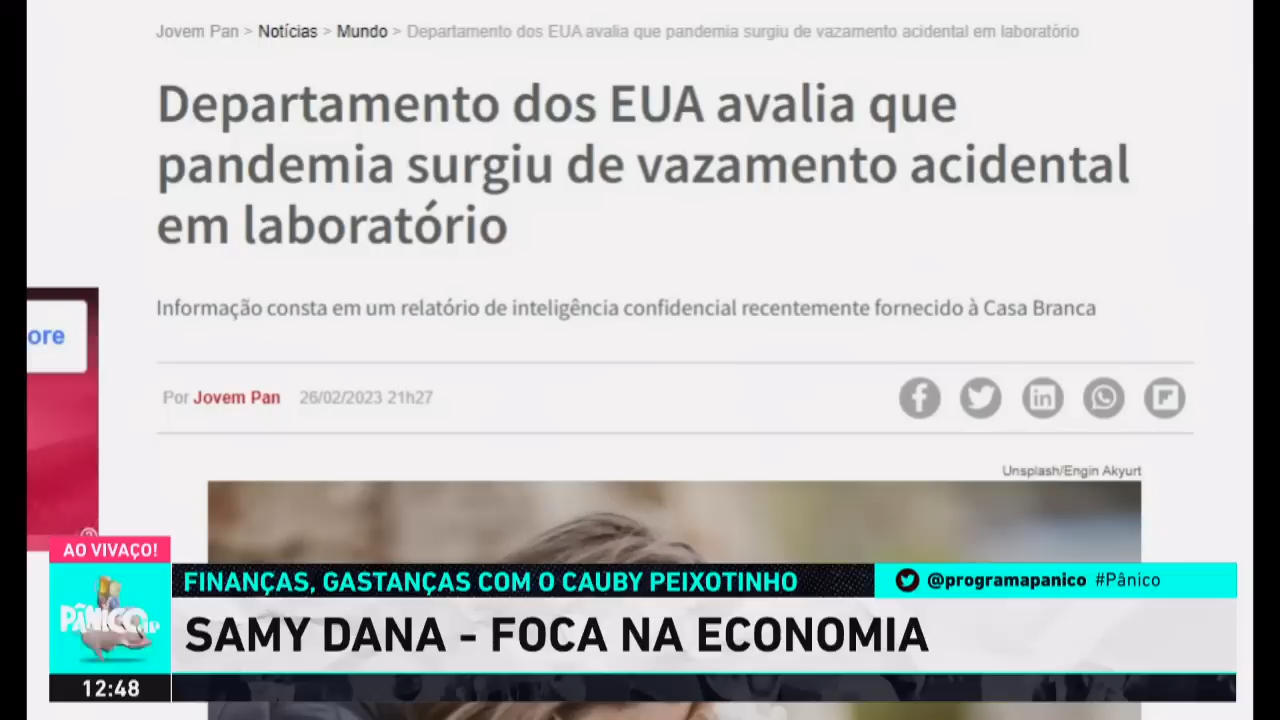 Jovem Pan > Notícias > Mundo > Departamento dos EUA avalia que pandemia surgiu de vazamento acidental em laboratório
Departamento dos EUA avalia que
pandemia surgiu de vazamento acidental
em laboratório
Informação consta em um relatório de inteligência confidencial recentemente fornecido à Casa Branca
ore
Por Jovem Pan 26/02/2023 21h27
Unsplash/Engin Akyurt
AO VIVAÇO!
FINANÇAS, GASTANÇAS COM O CAUBY PEIXOTINHO
@programapanico #Pânico
PÂNICO
SAMY DANA - FOCA NA ECONOMIA
12:48